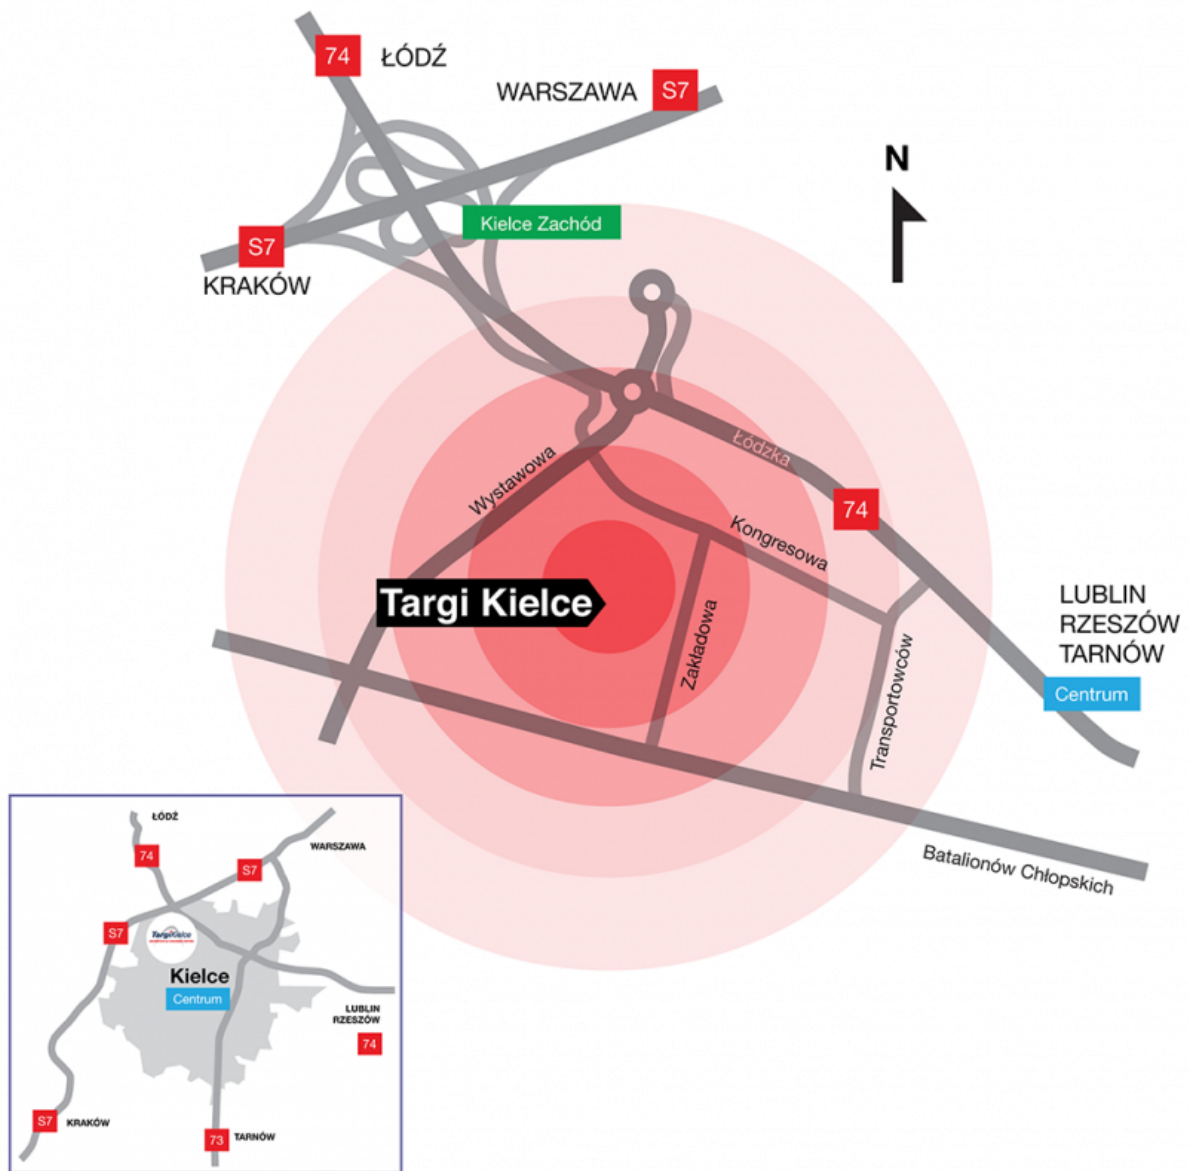 74 ŁÓDŹ
WARSZAWA S7
N
Kielce Zachód
S7
KRAKÓW
Łódzka
Wystawowa
74
Kongresowa
Targi Kielce
Zakładowa
Transportowców
LUBLIN
RZESZÓW
TARNÓW
Centrum
Batalionów Chłopskich
ŁÓDŹ
WARSZAWA
74
S7
S7
TargiKielce
Kielce
Centrum
LUBLIN
RZESZÓW
74
S7 KRAKÓW
73 TARNÓW